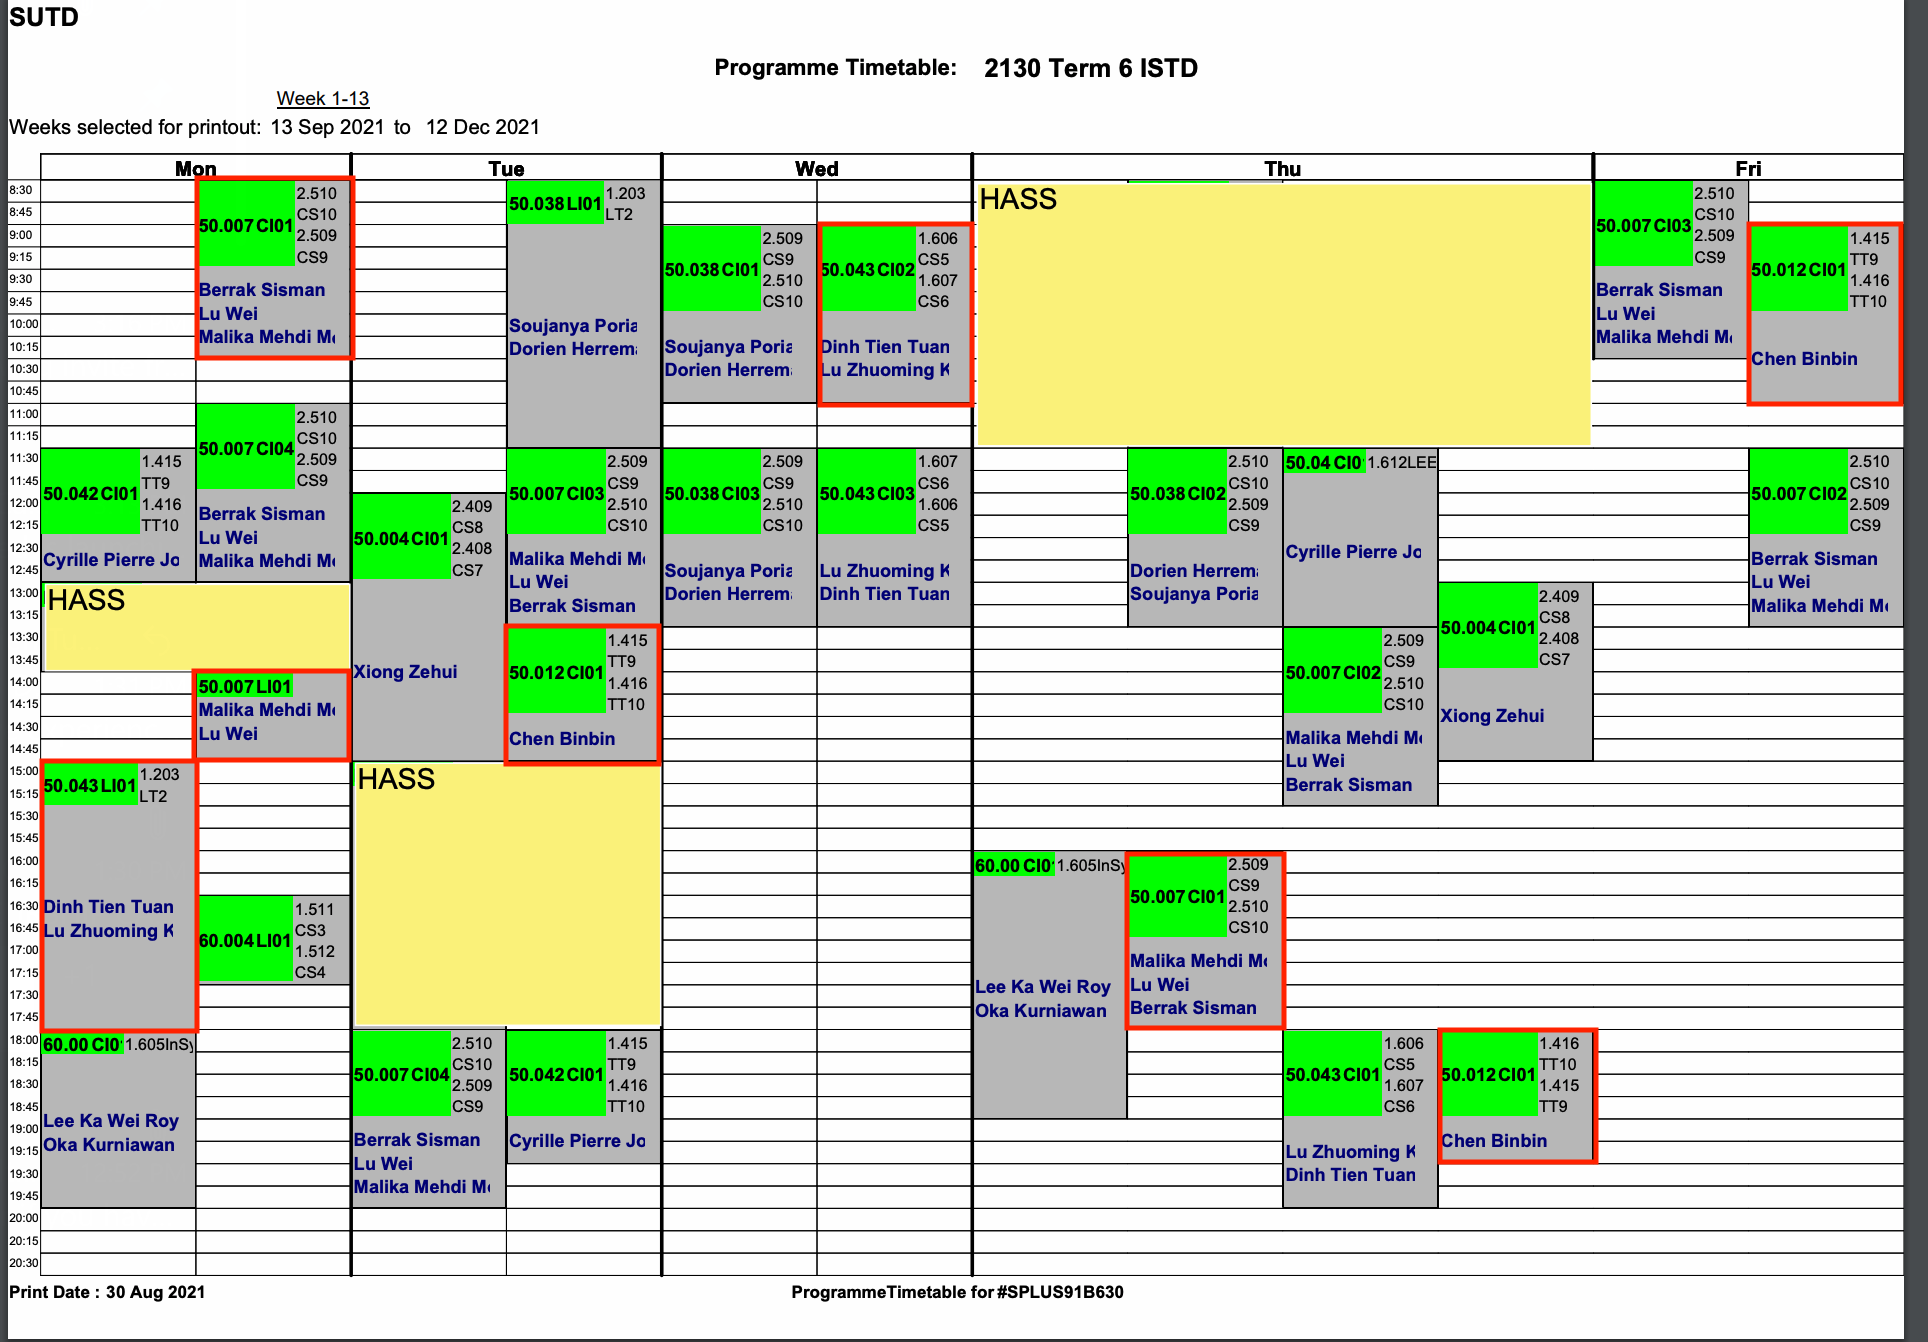 SUTD
Programme Timetable: 2130 Term 6 ISTD
Week 1-13
Weeks selected for printout: 13 Sep 2021 to 12 Dec 2021
Mon
Tue
Wed
Thu
Fri
8:30
8:45
9:00
9:15
9:30
9:45
10:00
10:15
10:30
10:45
11:00
11:15
11:30
11:45
12:00
12:15
12:30
12:45
13:00
13:15
13:30
13:45
14:00
14:15
14:30
14:45
15:00
15:15
15:30
15:45
16:00
16:15
16:30
16:45
17:00
17:15
17:30
17:45
18:00
18:15
18:30
18:45
19:00
19:15
19:30
19:45
20:00
20:15
20:30
50.042 CI01
1.415
TT9
1.416
TT10
Cyrille Pierre Jo
HASS
50.043 LI01
1.203
LT2
Dinh Tien Tuan
Lu Zhuoming K
60.00 CI0
1.605InSy
Lee Ka Wei Roy
Oka Kurniawan
50.007 CI01
2.510
CS10
2.509
CS9
Berrak Sisman
Lu Wei
Malika Mehdi M
50.007 CI04
2.510
CS10
2.509
CS9
Berrak Sisman
Lu Wei
Malika Mehdi M
50.007 LI01
Malika Mehdi M
Lu Wei
60.004 LI01
1.511
CS3
1.512
CS4
50.004 CI01
2.409
CS8
2.408
CS7
Xiong Zehui
HASS
50.007 CI04
2.510
CS10
2.509
CS9
Berrak Sisman
Lu Wei
Malika Mehdi M
50.038 LI01
1.203
LT2
Soujanya Poria
Dorien Herrem
50.007 CI03
2.509
CS9
2.510
CS10
Malika Mehdi M
Lu Wei
Berrak Sisman
50.012 CI01
1.415
TT9
1.416
TT10
Chen Binbin
50.042 CI01
1.415
TT9
1.416
TT10
Cyrille Pierre Jo
50.038 CI01
2.509
CS9
2.510
CS10
Soujanya Poria
Dorien Herrem
50.038 CI03
2.509
CS9
2.510
CS10
Soujanya Poria
Dorien Herrem
50.043 CI02
1.606
CS5
1.607
CS6
Dinh Tien Tuan
Lu Zhuoming K
50.043 CI03
1.607
CS6
1.606
CS5
Lu Zhuoming K
Dinh Tien Tuan
HASS
60.00 CI0
1.605InSy
Lee Ka Wei Roy
Oka Kurniawan
50.038 CI02
2.510
CS10
2.509
CS9
Dorien Herrem
Soujanya Poria
50.007 CI01
2.509
CS9
2.510
CS10
Malika Mehdi M
Lu Wei
Berrak Sisman
50.04 CI0
1.612LEE
Cyrille Pierre Jo
50.007 CI02
2.509
CS9
2.510
CS10
Malika Mehdi M
Lu Wei
Berrak Sisman
50.043 CI01
1.606
CS5
1.607
CS6
Lu Zhuoming K
Dinh Tien Tuan
50.004 CI01
2.409
CS8
2.408
CS7
Xiong Zehui
50.012 CI01
1.416
TT10
1.415
TT9
Chen Binbin
50.007 CI03
2.510
CS10
2.509
CS9
Berrak Sisman
Lu Wei
Malika Mehdi M
50.012 CI01
1.415
TT9
1.416
TT10
Chen Binbin
50.007 CI02
2.510
CS10
2.509
CS9
Berrak Sisman
Lu Wei
Malika Mehdi M
Print Date : 30 Aug 2021
ProgrammeTimetable for #SPLUS91B630